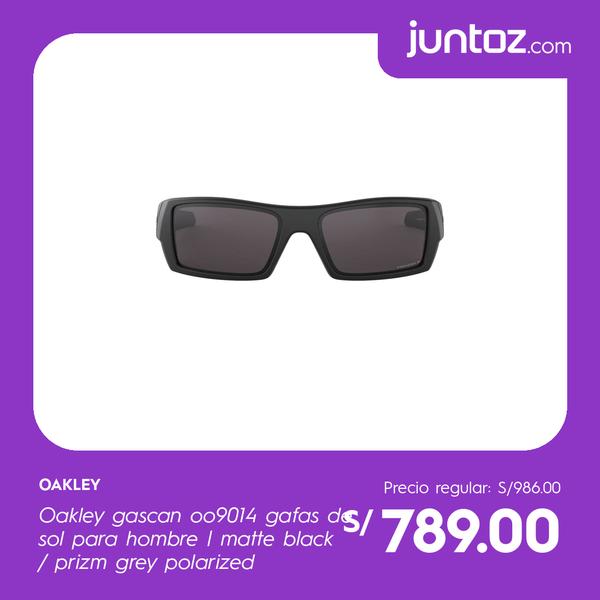 juntoz.com
OAKLEY
Oakley gascan oo9014 gafas de
sol para hombre | matte black
/ prizm grey polarized
Precio regular: S/986.00
S/ 789.00